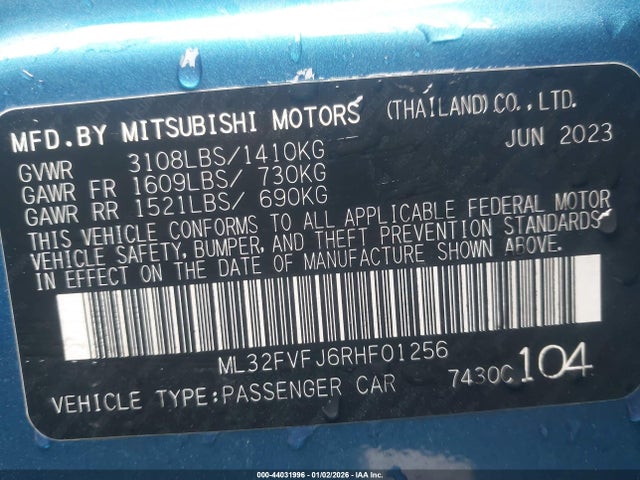 MFD.BY MITSUBISHI MOTORS (THAILAND)CO.,LTD.
JUN 2023
GVWR 3108LBS/1410KG
GAWR FR 1609LBS/ 730KG
GAWR RR 1521LBS/ 690KG
THIS VEHICLE CONFORMS TO ALL APPLICABLE FEDERAL MOTOR
VEHICLE SAFETY, BUMPER, AND THEFT PREVENTION STANDARDS
IN EFFECT ON THE DATE OF MANUFACTURE SHOWN ABOVE.
ML32FVFJ6RHF01256
VEHICLE TYPE:PASSENGER CAR 7430C 104
000-44031996 - 01/02/2026 - IAA Inc.